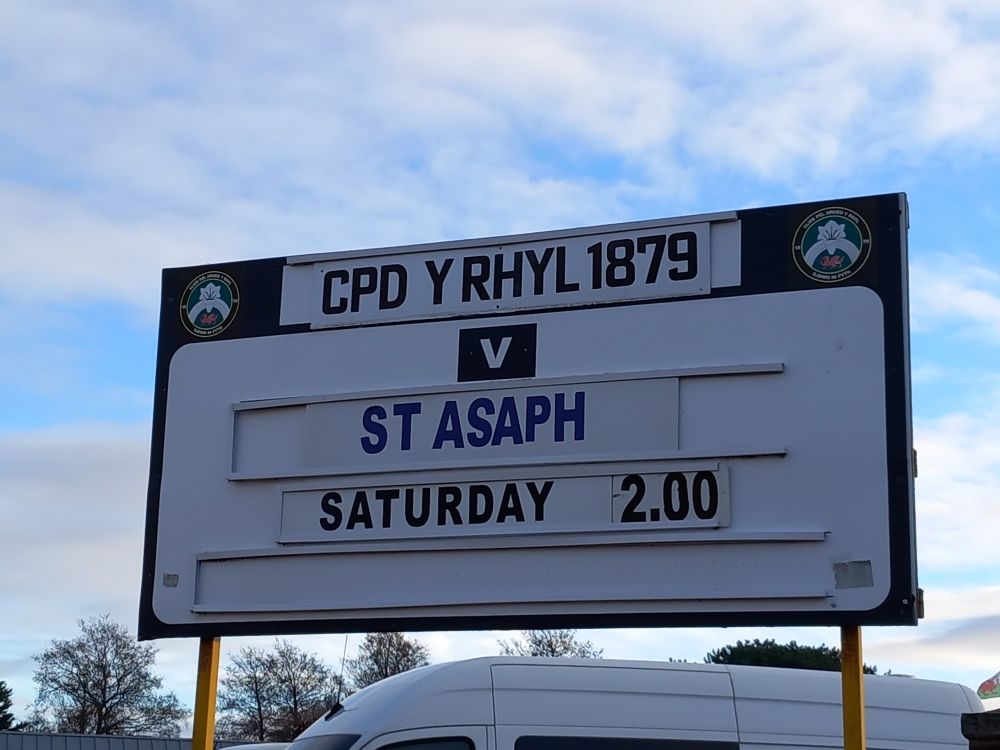 CPD Y RHYL 1879
V
ST ASAPH
SATURDAY 2.00